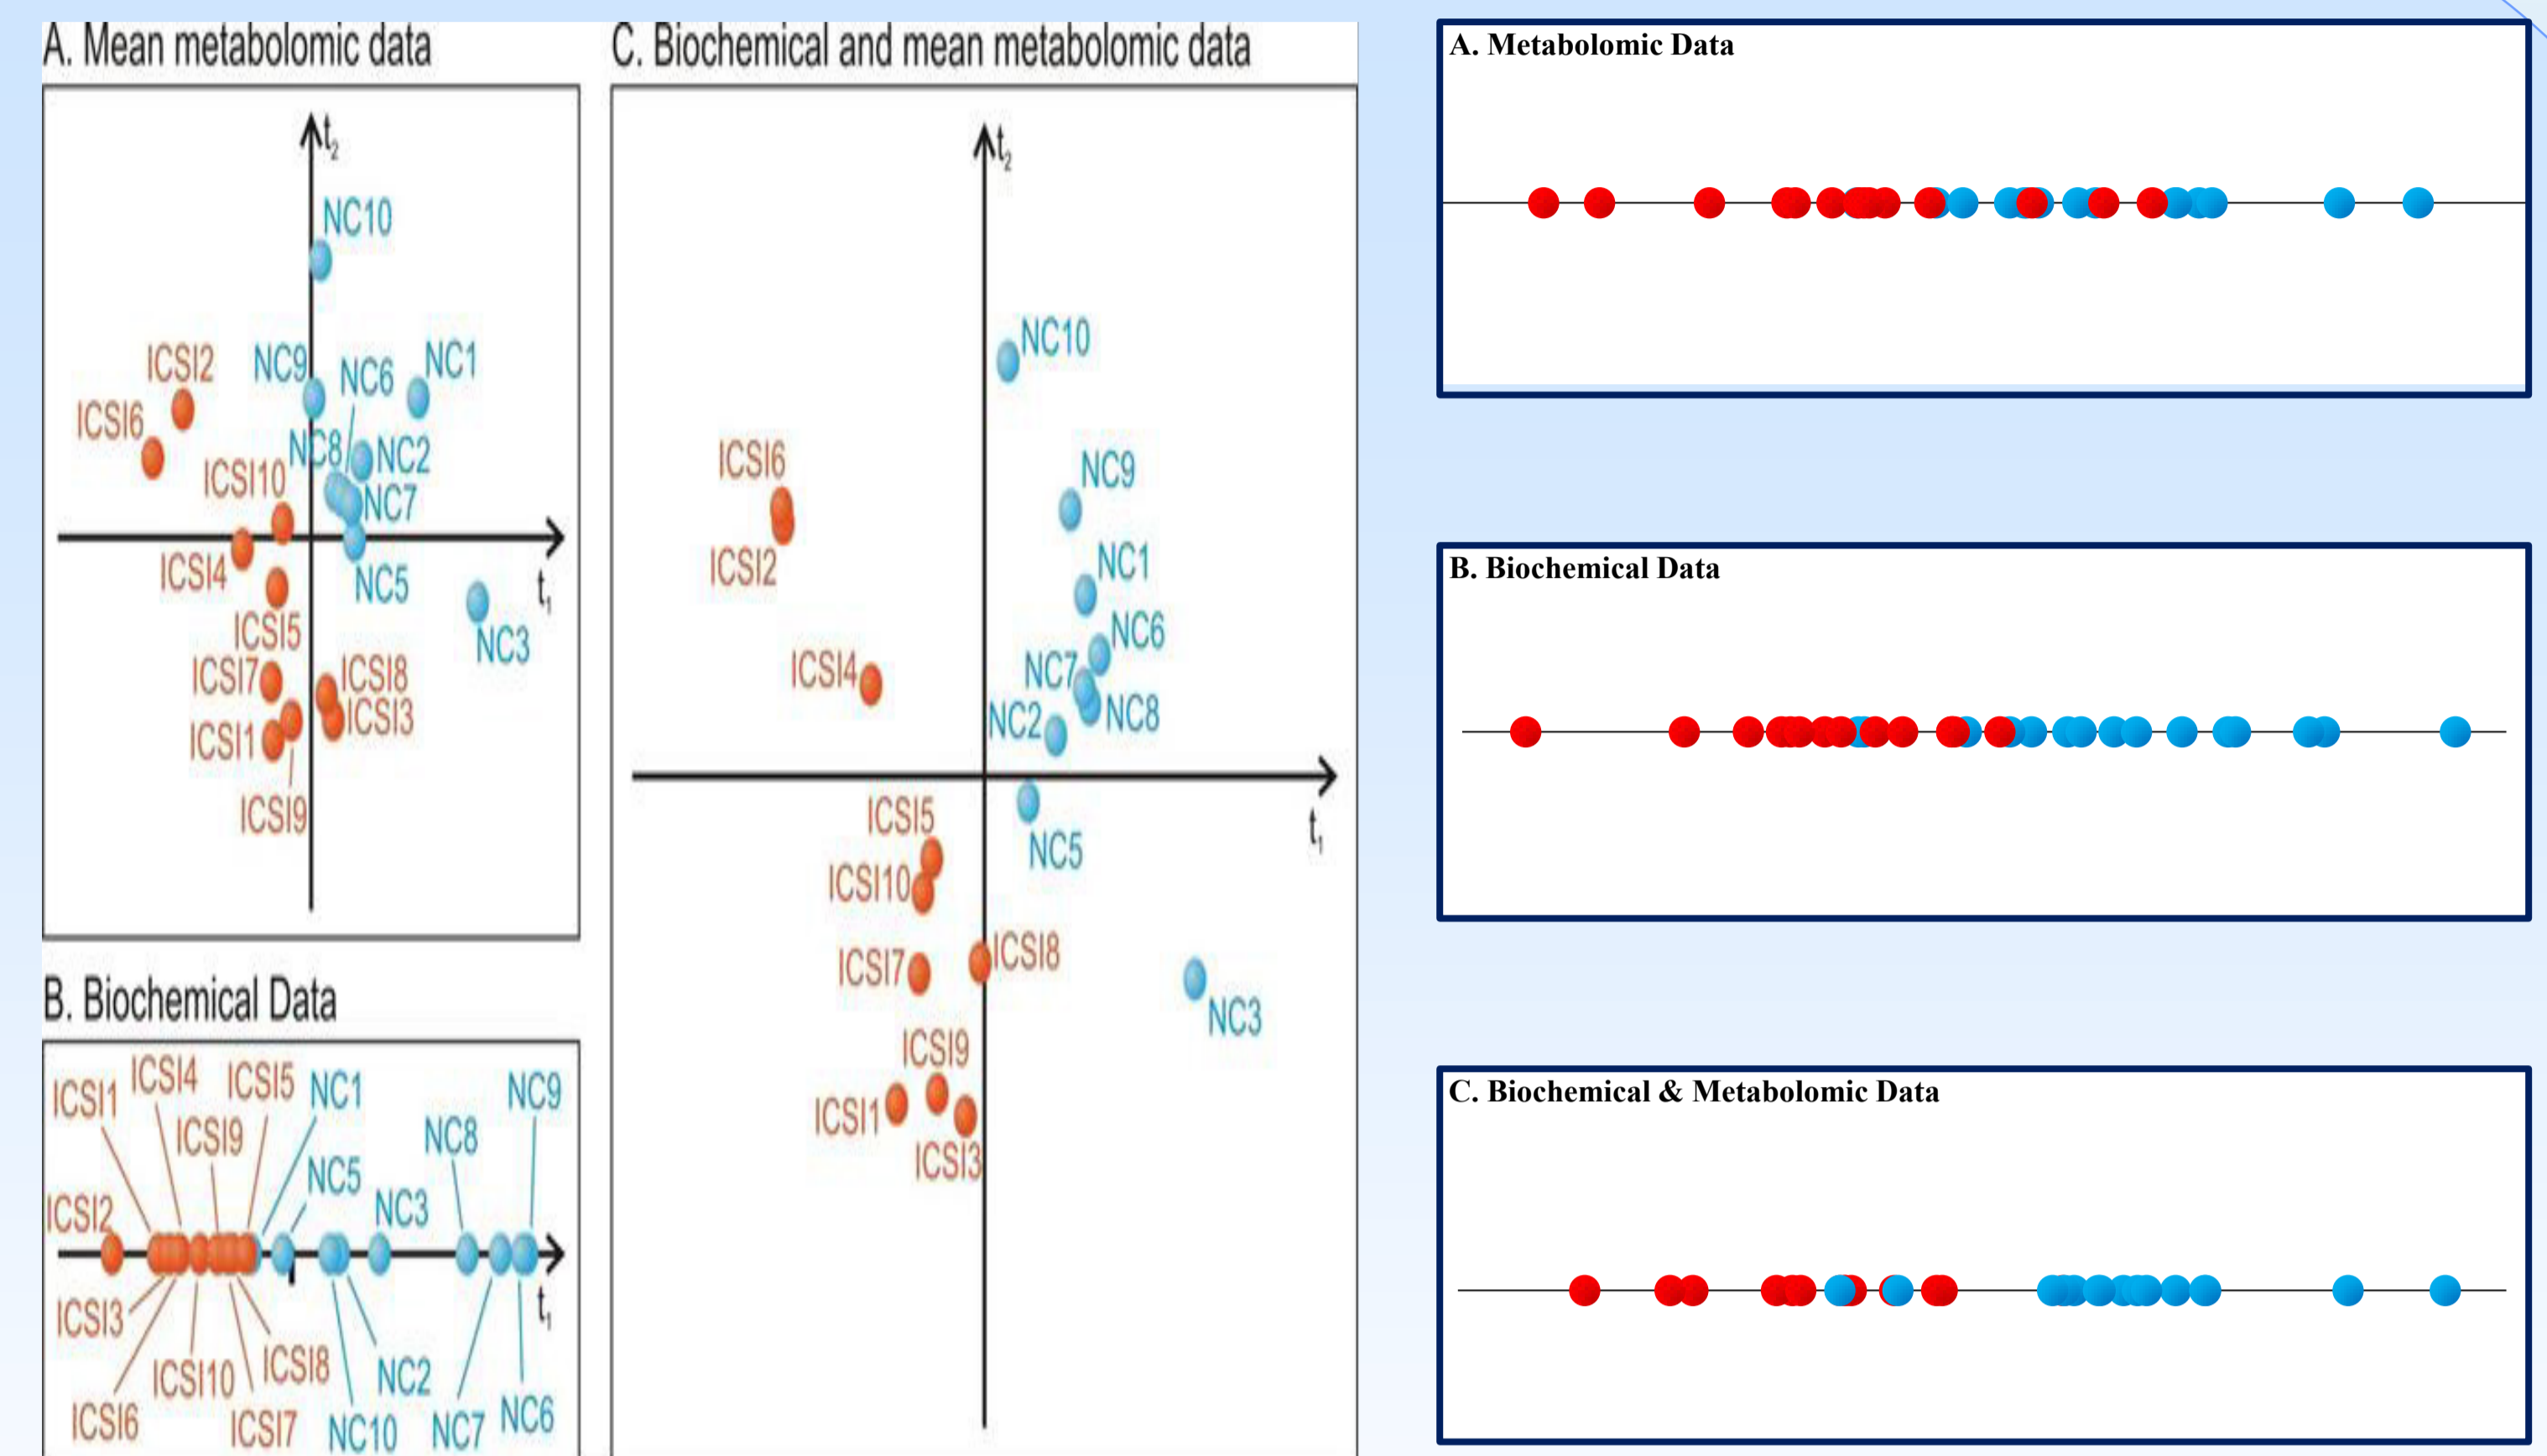 A. Mean metabolomic data
t2
NC10
ICSI2
NC9
NC6
NC1
ICSI6
NC8
NC2
ICSI10
NC7
ICSI4
NC5
t1
ICSI5
NC3
ICSI7
ICSI8
ICSI3
ICSI1
ICSI9
B. Biochemical Data
ICSI1
ICSI4
ICSI5
NC1
NC9
ICSI9
NC8
NC5
ICSI2
NC3
t1
ICSI3
ICSI10
ICSI8
NC2
ICSI6
ICSI7
NC10
NC7
NC6
C. Biochemical and mean metabolomic data
t2
NC10
ICSI6
NC9
ICSI2
NC1
NC6
ICSI4
NC7
NC2
NC8
ICSI5
t1
NC5
ICSI10
ICSI7
ICSI8
NC3
ICSI9
ICSI1
ICSI3
A. Metabolomic Data
B. Biochemical Data
C. Biochemical & Metabolomic Data